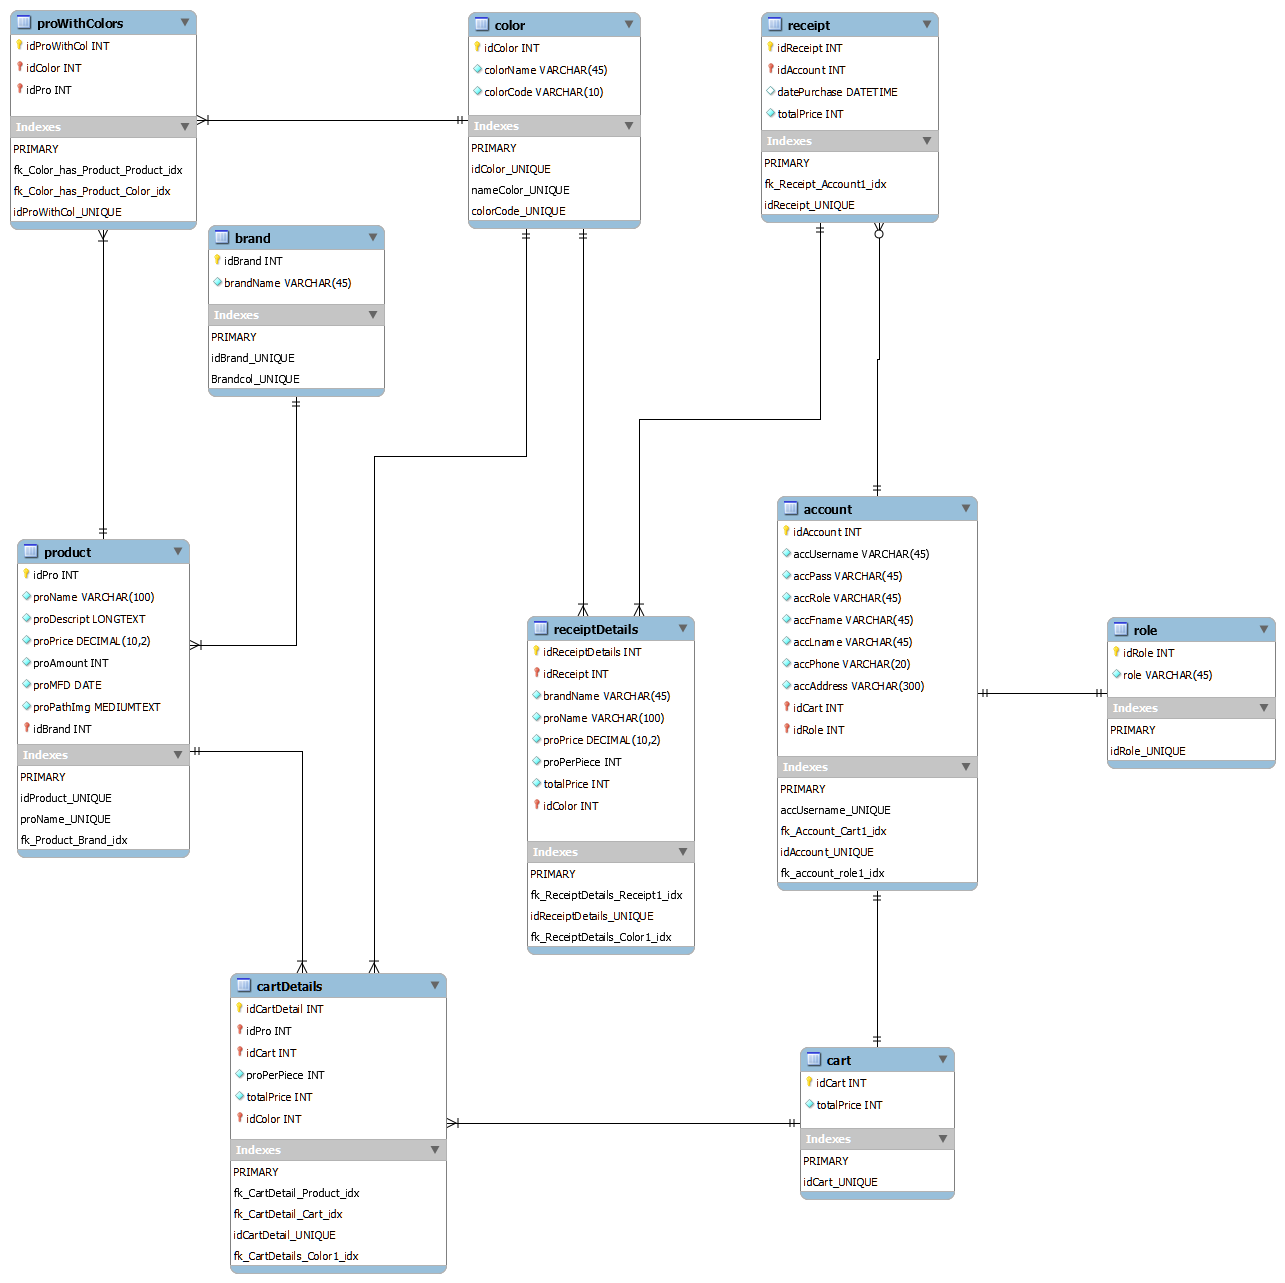 proWithColors
idProWithCol INT
idColor INT
idPro INT
Indexes
PRIMARY
fk_Color_has_Product_Product_idx
fk_Color_has_Product_Color_idx
idProWithCol_UNIQUE
color
idColor INT
colorName VARCHAR(45)
colorCode VARCHAR(10)
Indexes
PRIMARY
idColor_UNIQUE
nameColor_UNIQUE
colorCode_UNIQUE
receipt
idReceipt INT
idAccount INT
datePurchase DATETIME
totalPrice INT
Indexes
PRIMARY
fk_Receipt_Account1_idx
idReceipt_UNIQUE
brand
idBrand INT
brandName VARCHAR(45)
Indexes
PRIMARY
idBrand_UNIQUE
Brandcol_UNIQUE
product
idPro INT
proName VARCHAR(100)
proDescript LONGTEXT
proPrice DECIMAL(10,2)
proAmount INT
proMFD DATE
proPathImg MEDIUMTEXT
idBrand INT
Indexes
PRIMARY
idProduct_UNIQUE
proName_UNIQUE
fk_Product_Brand_idx
receiptDetails
idReceiptDetails INT
idReceipt INT
brandName VARCHAR(45)
proName VARCHAR(100)
proPrice DECIMAL(10,2)
proPerPiece INT
totalPrice INT
idColor INT
Indexes
PRIMARY
fk_ReceiptDetails_Receipt1_idx
idReceiptDetails_UNIQUE
fk_ReceiptDetails_Color1_idx
account
idAccount INT
accUsername VARCHAR(45)
accPass VARCHAR(45)
accRole VARCHAR(45)
accFname VARCHAR(45)
accLname VARCHAR(45)
accPhone VARCHAR(20)
accAddress VARCHAR(300)
idCart INT
idRole INT
Indexes
PRIMARY
accUsername_UNIQUE
fk_Account_Cart1_idx
idAccount_UNIQUE
fk_account_role1_idx
role
idRole INT
role VARCHAR(45)
Indexes
PRIMARY
idRole_UNIQUE
cartDetails
idCartDetail INT
idPro INT
idCart INT
proPerPiece INT
totalPrice INT
idColor INT
Indexes
PRIMARY
fk_CartDetail_Product_idx
fk_CartDetail_Cart_idx
idCartDetail_UNIQUE
fk_CartDetails_Color1_idx
cart
idCart INT
totalPrice INT
Indexes
PRIMARY
idCart_UNIQUE